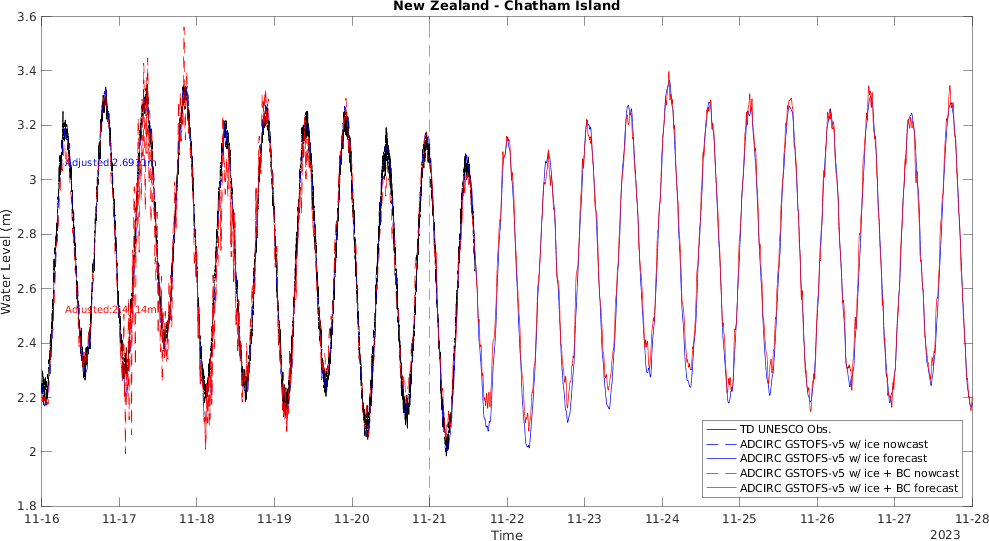 New Zealand - Chatham Island
3.6
3.4
3.2
3
2.8
2.6
2.4
2.2
2
1.8
Water Level (m)
Adjusted:2.6911m
TD UNESCO Obs.
ADCIRC GSTOFS-v5 w/ ice nowcast
ADCIRC GSTOFS-v5 w/ ice forecast
ADCIRC GSTOFS-v5 w/ ice + BC nowcast
ADCIRC GSTOFS-v5 w/ ice + BC forecast
11-16 11-17 11-18 11-19 11-20 11-21 11-22 11-23 11-24 11-25 11-26 11-27 11-28
Time
2023